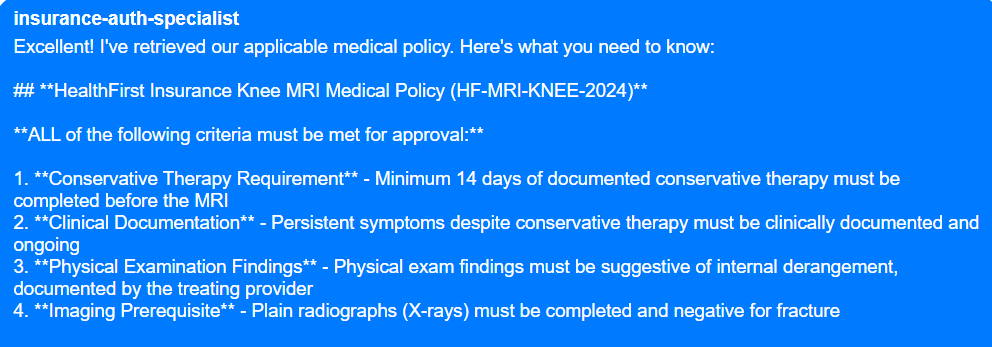 insurance-auth-specialist
Excellent! I've retrieved our applicable medical policy. Here's what you need to know:
## **HealthFirst Insurance Knee MRI Medical Policy (HF-MRI-KNEE-2024)**
**ALL of the following criteria must be met for approval:**
1. **Conservative Therapy Requirement** - Minimum 14 days of documented conservative therapy must be
completed before the MRI
2. **Clinical Documentation** - Persistent symptoms despite conservative therapy must be clinically documented and
ongoing
3. **Physical Examination Findings** - Physical exam findings must be suggestive of internal derangement,
documented by the treating provider
4. **Imaging Prerequisite** - Plain radiographs (X-rays) must be completed and negative for fracture